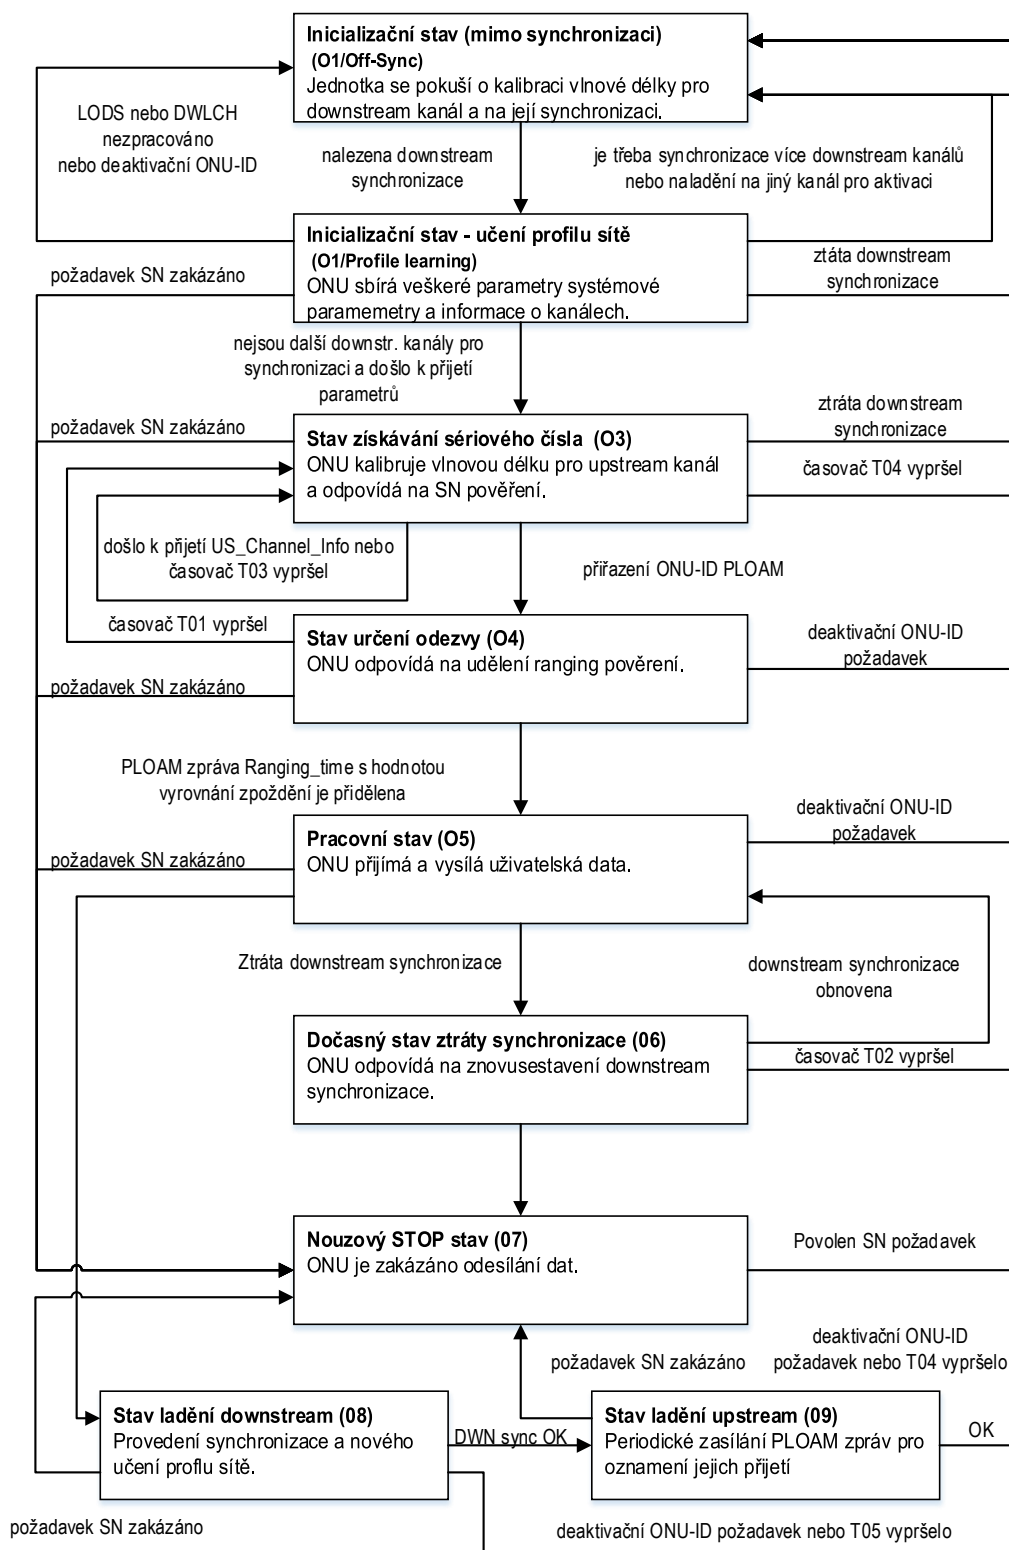 Inicializační stav (mimo synchronizaci)
(O1/Off-Sync)
Jednotka se pokuší o kalibraci vlnové délky pro
downstream kanál a na její synchronizaci.
LODS nebo DWLCH
nezpracováno
nebo deaktivační ONU-ID
nalezena downstream
synchronizace
je třeba synchronizace více downstream kanálů
nebo naladění na jiný kanál pro aktivaci
Inicializační stav - učení profilu sítě
(O1/Profile learning)
ONU sbírá veškeré parametry systémové
paramemetry a informace o kanálech.
požadavek SN zakázáno
ztáta downstream
synchronizace
nejsou další downstr. kanály pro
synchronizaci a došlo k přijetí
parametrů
požadavek SN zakázáno
ztráta downstream
synchronizace
Stav získávání sériového čísla (O3)
ONU kalibruje vlnovou délku pro upstream kanál
a odpovídá na SN pověření.
časovač T04 vypršel
došlo k přijetí US_Channel_Info nebo
časovač T03 vypršel
přiřazení ONU-ID PLOAM
časovač T01 vypršel
Stav určení odezvy (O4)
ONU odpovídá na udělení ranging pověření.
deaktivační ONU-ID
požadavek
požadavek SN zakázáno
PLOAM zpráva Ranging_time s hodnotou
vyrovnání zpoždění je přidělena
deaktivační ONU-ID
požadavek
Pracovní stav (O5)
ONU přijímá a vysílá uživatelská data.
požadavek SN zakázáno
Ztráta downstream synchronizace
downstream synchronizace
obnovena
Dočasný stav ztráty synchronizace (06)
ONU odpovídá na znovusestavení downstream
synchronizace.
časovač T02 vypršel
Nouzový STOP stav (07)
ONU je zakázáno odesílání dat.
Povolen SN požadavek
požadavek SN zakázáno
deaktivační ONU-ID
požadavek nebo T04 vypršelo
Stav ladění downstream (08)
Provedení synchronizace a nového
učení proflu sítě.
DWN sync OK
Stav ladění upstream (09)
Periodické zasílání PLOAM zpráv pro
oznámení jejich přijetí
OK
požadavek SN zakázáno
deaktivační ONU-ID požadavek nebo T05 vypršelo